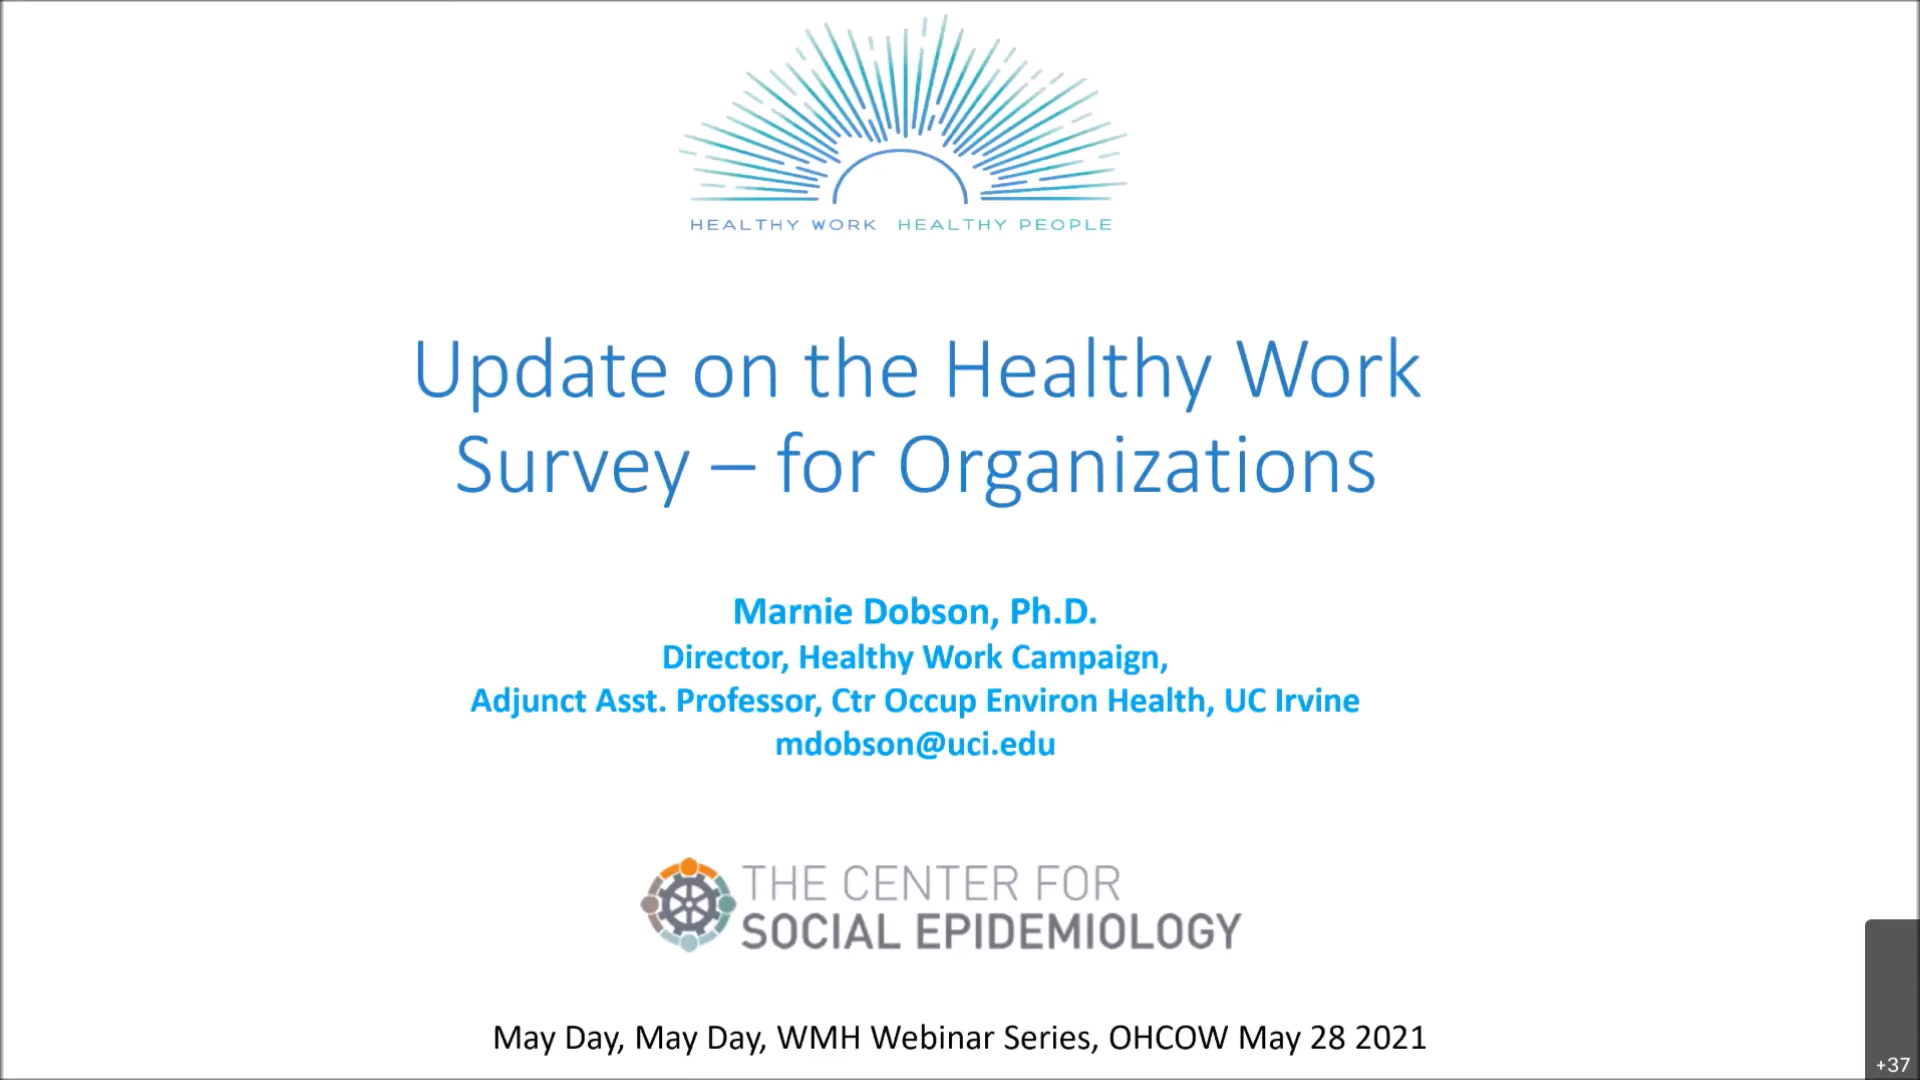 HEALTHY WORK HEALTHY PEOPLE
Update on the Healthy Work
Survey – for Organizations
Marnie Dobson, Ph.D.
Director, Healthy Work Campaign,
Adjunct Asst. Professor, Ctr Occup Environ Health, UC Irvine
mdobson@uci.edu
THE CENTER FOR
SOCIAL EPIDEMIOLOGY
May Day, May Day, WMH Webinar Series, OHCOW May 28 2021
+37